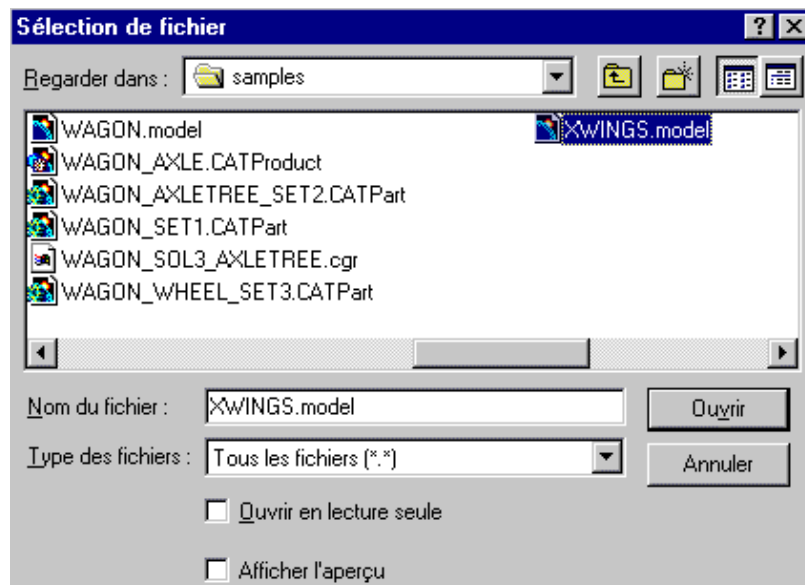 Sélection de fichier
Regarder dans : samples
WAGON.model
WAGON_AXLE.CATProduct
WAGON_AXLETREE_SET2.CATPart
WAGON_SET1.CATPart
WAGON_SOL3_AXLETREE.cgr
WAGON_WHEEL_SET3.CATPart
XWINGS.model
Nom du fichier : XWINGS.model
Ouvrir
Type des fichiers : Tous les fichiers (*.*)
Annuler
Ouvrir en lecture seule
Afficher l'aperçu